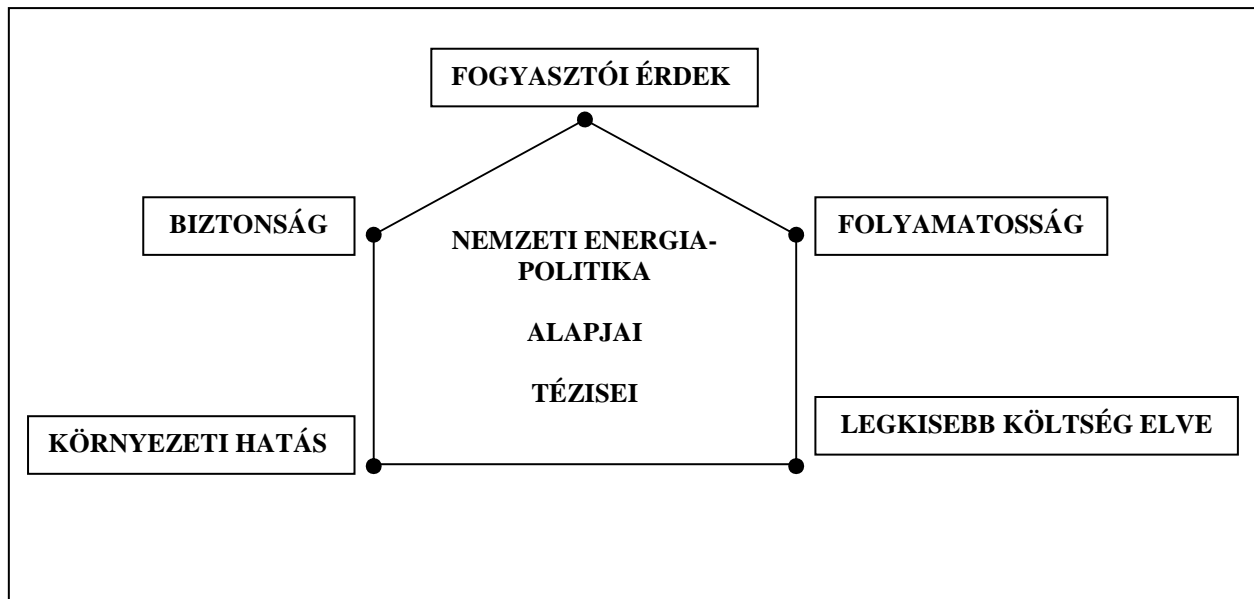 FOGYASZTÓI ÉRDEK
BIZTONSÁG
FOLYAMATOSSÁG
NEMZETI ENERGIA-
POLITIKA
ALAPJAI
TÉZISEI
KÖRNYEZETI HATÁS
LEGKISEBB KÖLTSÉG ELVE